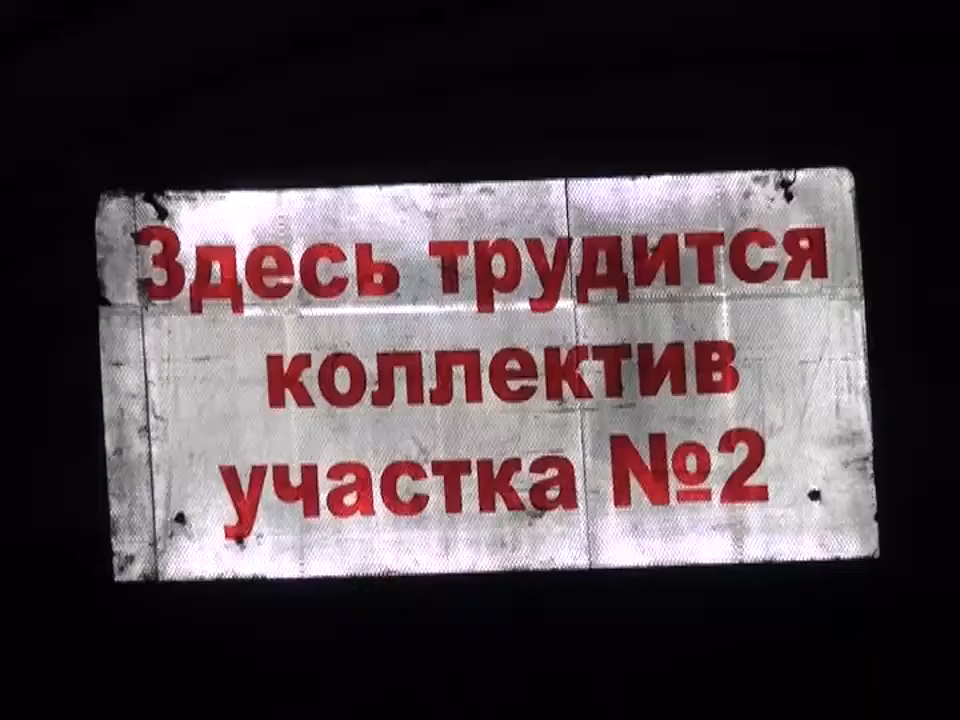 Здесь трудится
коллектив
участка №2